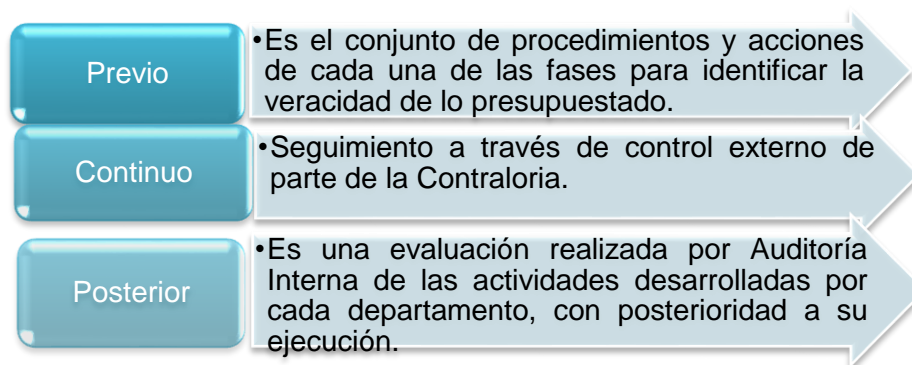 Previo
•Es el conjunto de procedimientos y acciones
de cada una de las fases para identificar la
veracidad de lo presupuestado.
Continuo
•Seguimiento a través de control externo de
parte de la Contraloria.
Posterior
•Es una evaluación realizada por Auditoría
Interna de las actividades desarrolladas por
cada departamento, con posterioridad a su
ejecución.